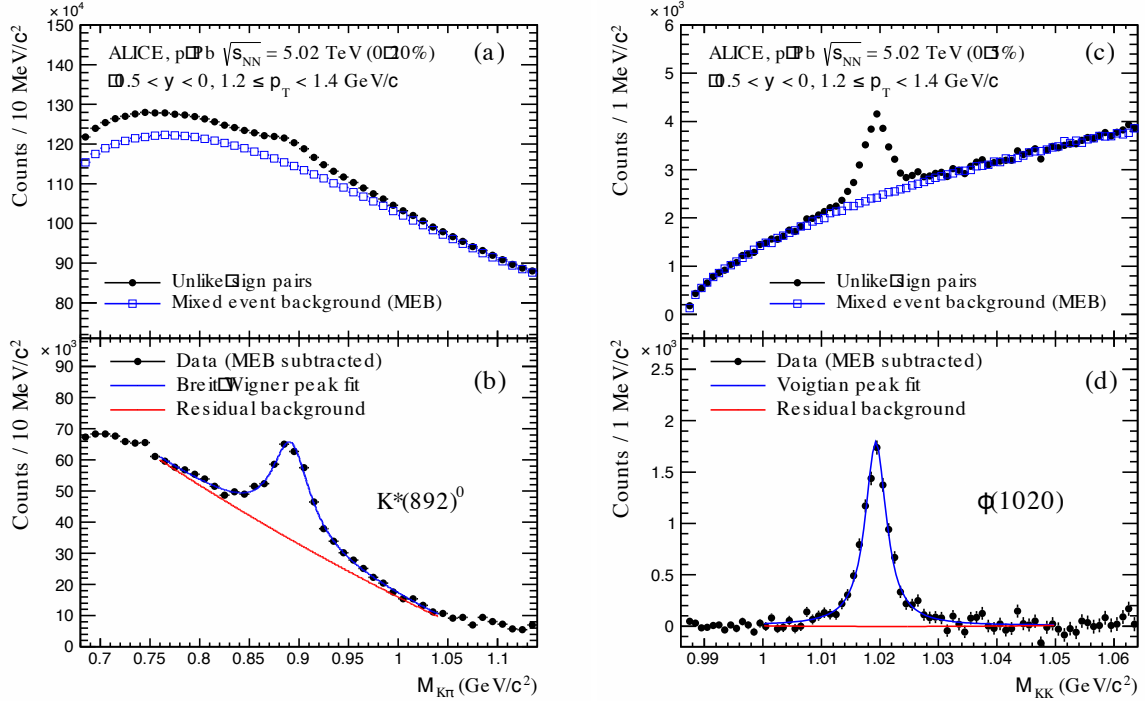 × 10⁴
ALICE, p□Pb √sNN = 5.02 TeV (0□20%) (a)
□0.5 < y < 0, 1.2 ≤ pT < 1.4 GeV/c
Counts / 10 MeV/c²
150
140
130
120
110
100
90
80
Unlike□sign pairs
Mixed event background (MEB)
× 10³
Data (MEB subtracted)
Breit□Wigner peak fit (b)
Residual background
K*(892)⁰
Counts / 10 MeV/c²
90
80
70
60
50
40
30
20
10
0
0.7 0.75 0.8 0.85 0.9 0.95 1 1.05 1.1
MKπ (GeV/c²)
× 10³
ALICE, p□Pb √sNN = 5.02 TeV (0□5%) (c)
□0.5 < y < 0, 1.2 ≤ pT < 1.4 GeV/c
Counts / 1 MeV/c²
6
5
4
3
2
1
0
Unlike□sign pairs
Mixed event background (MEB)
× 10³
Data (MEB subtracted)
Voigtian peak fit (d)
Residual background
ϕ(1020)
Counts / 1 MeV/c²
2.5
2
1.5
1
0.5
0
0.99 1 1.01 1.02 1.03 1.04 1.05 1.06
MKK (GeV/c²)